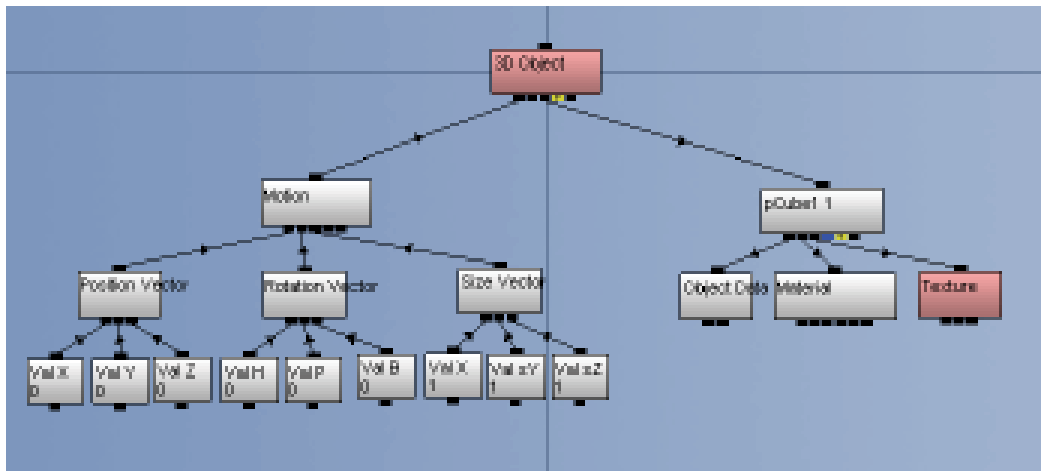 3D Object
Motion
pCube1 1
Position Vector
Rotation Vector
Size Vector
Object Data
Material
Texture
Val X
0
Val Y
0
Val Z
0
Val H
0
Val P
0
Val B
0
Val X
1
Val sY
1
Val sZ
1